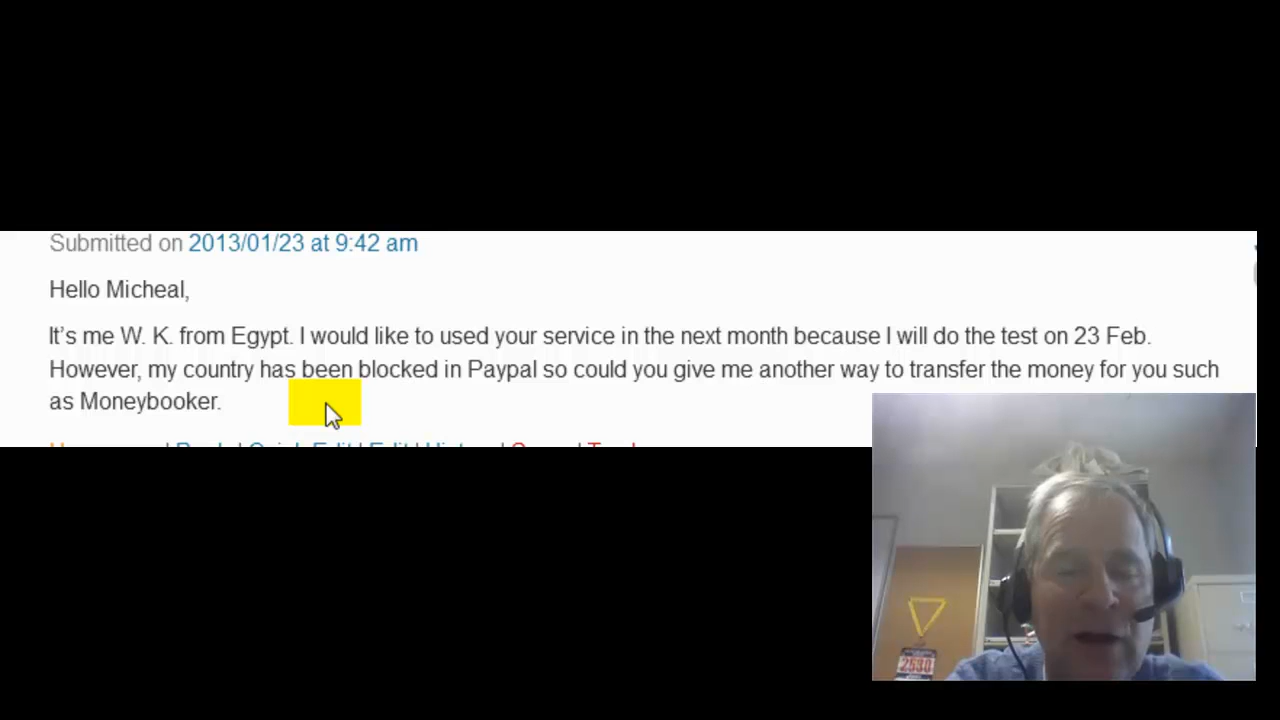 Submitted on 2013/01/23 at 9:42 am
Hello Micheal,
It's me W. K. from Egypt. I would like to used your service in the next month because I will do the test on 23 Feb.
However, my country has been blocked in Paypal so could you give me another way to transfer the money for you such
as Moneybooker.